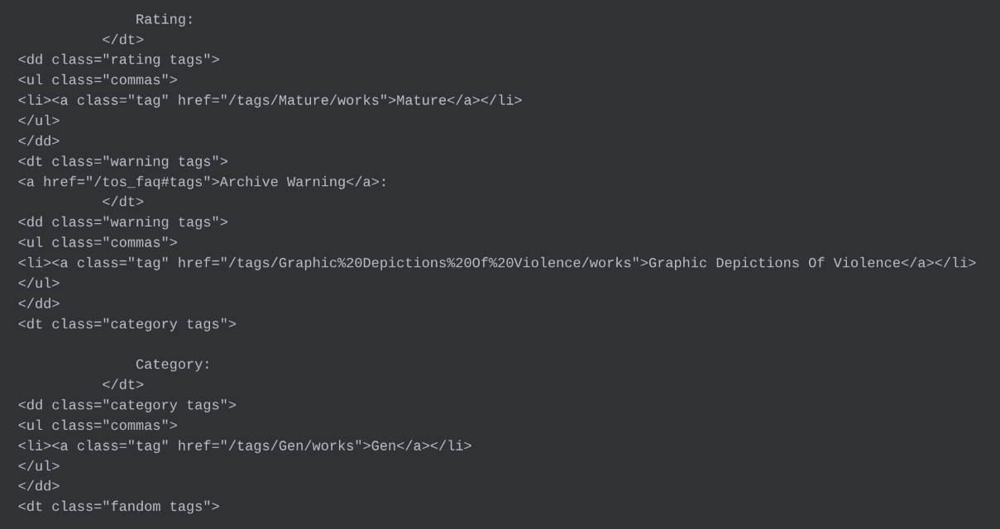 Rating:
</dt>
<dd class="rating tags">
<ul class="commas">
<li><a class="tag" href="/tags/Mature/works">Mature</a></li>
</ul>
</dd>
<dt class="warning tags">
<a href="/tos_faq#tags">Archive Warning</a>:
</dt>
<dd class="warning tags">
<ul class="commas">
<li><a class="tag" href="/tags/Graphic%20Depictions%20Of%20Violence/works">Graphic Depictions Of Violence</a></li>
</ul>
</dd>
<dt class="category tags">
Category:
</dt>
<dd class="category tags">
<ul class="commas">
<li><a class="tag" href="/tags/Gen/works">Gen</a></li>
</ul>
</dd>
<dt class="fandom tags">